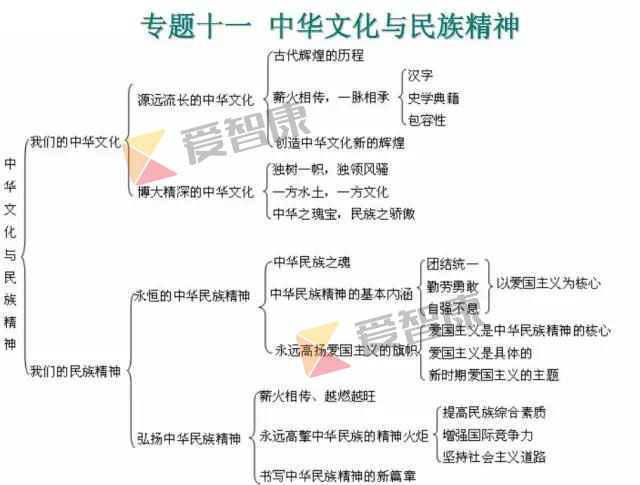 专题十一 中华文化与民族精神
中华文化与民族精神
我们的中华文化
源远流长的中华文化
古代辉煌的历程
薪火相传，一脉相承
汉字
史学典籍
包容性
创造中华文化新的辉煌
博大精深的中华文化
独树一帜，独领风骚
一方水土，一方文化
中华之瑰宝，民族之骄傲
我们的民族精神
永恒的中华民族精神
中华民族之魂
中华民族精神的基本内涵
团结统一
勤劳勇敢
自强不息
以爱国主义为核心
永远高扬爱国主义的旗帜
爱国主义是中华民族精神的核心
爱国主义是具体的
新时期爱国主义的主题
弘扬中华民族精神
薪火相传、越燃越旺
永远高擎中华民族的精神火炬
提高民族综合素质
增强国际竞争力
坚持社会主义道路
书写中华民族精神的新篇章
爱智康
爱智康